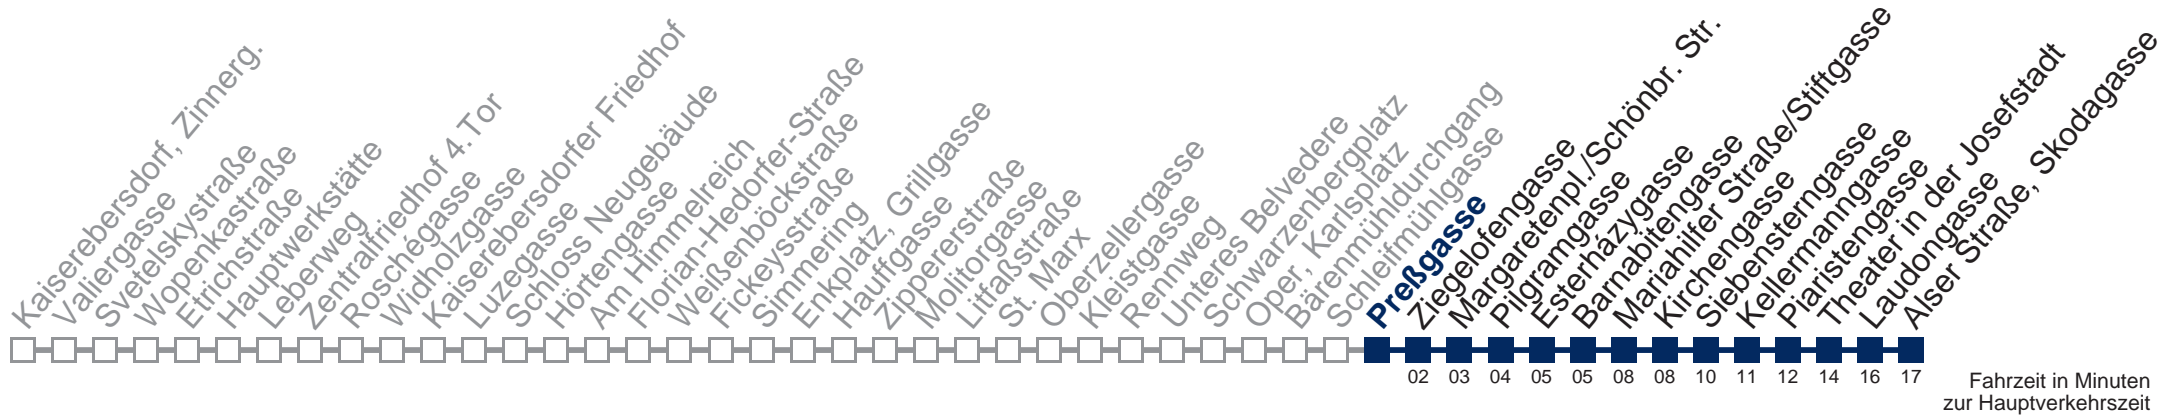 Kaiserebersdorf, Zinnerg.
Valiergasse
Svetelskystraße
Wopenkastraße
Etrichstraße
Hauptwerkstätte
Leberweg
Zentralfriedhof 4.Tor
Roschégasse
Widholzgasse
Kaiserebersdorfer Friedhof
Luzegasse
Schloss Neugebäude
Hörtengasse
Am Himmelreich
Florian-Hedorfer-Straße
Weißenböckstraße
Fickeysstraße
Simmering
Enkplatz, Grillgasse
Hauffgasse
Zippererstraße
Molitorgasse
Litfaßstraße
St. Marx
Oberzellergasse
Kleistgasse
Rennweg
Unteres Belvedere
Schwarzenbergplatz
Oper, Karlsplatz
Bärenmühldurchgang
Schleifmühlgasse
Preßgasse
Ziegelofengasse
Margaretenpl./Schönbr. Str.
Pilgramgasse
Esterházygasse
Barnabitengasse
Mariahilfer Straße/Stiftgasse
Kirchengasse
Siebensterngasse
Kellermanngasse
Piaristengasse
Theater in der Josefstadt
Laudongasse
Alser Straße, Skodagasse
02 03 04 05 05 08 08 10 11 12 14 16 17
Fahrzeit in Minuten
zur Hauptverkehrszeit